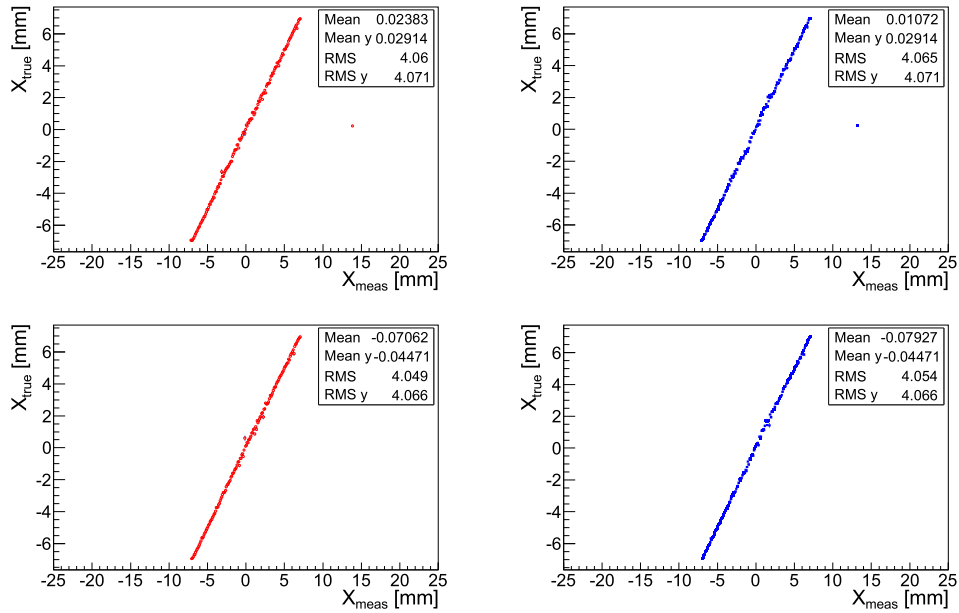 X_true [mm]
6
4
2
0
-2
-4
-6
Mean 0.02383
Mean y 0.02914
RMS 4.06
RMS y 4.071
-25 -20 -15 -10 -5 0 5 10 15 20 25
X_meas [mm]
X_true [mm]
6
4
2
0
-2
-4
-6
Mean 0.01072
Mean y 0.02914
RMS 4.065
RMS y 4.071
-25 -20 -15 -10 -5 0 5 10 15 20 25
X_meas [mm]
X_true [mm]
6
4
2
0
-2
-4
-6
Mean -0.07062
Mean y -0.04471
RMS 4.049
RMS y 4.066
-25 -20 -15 -10 -5 0 5 10 15 20 25
X_meas [mm]
X_true [mm]
6
4
2
0
-2
-4
-6
Mean -0.07927
Mean y -0.04471
RMS 4.054
RMS y 4.066
-25 -20 -15 -10 -5 0 5 10 15 20 25
X_meas [mm]